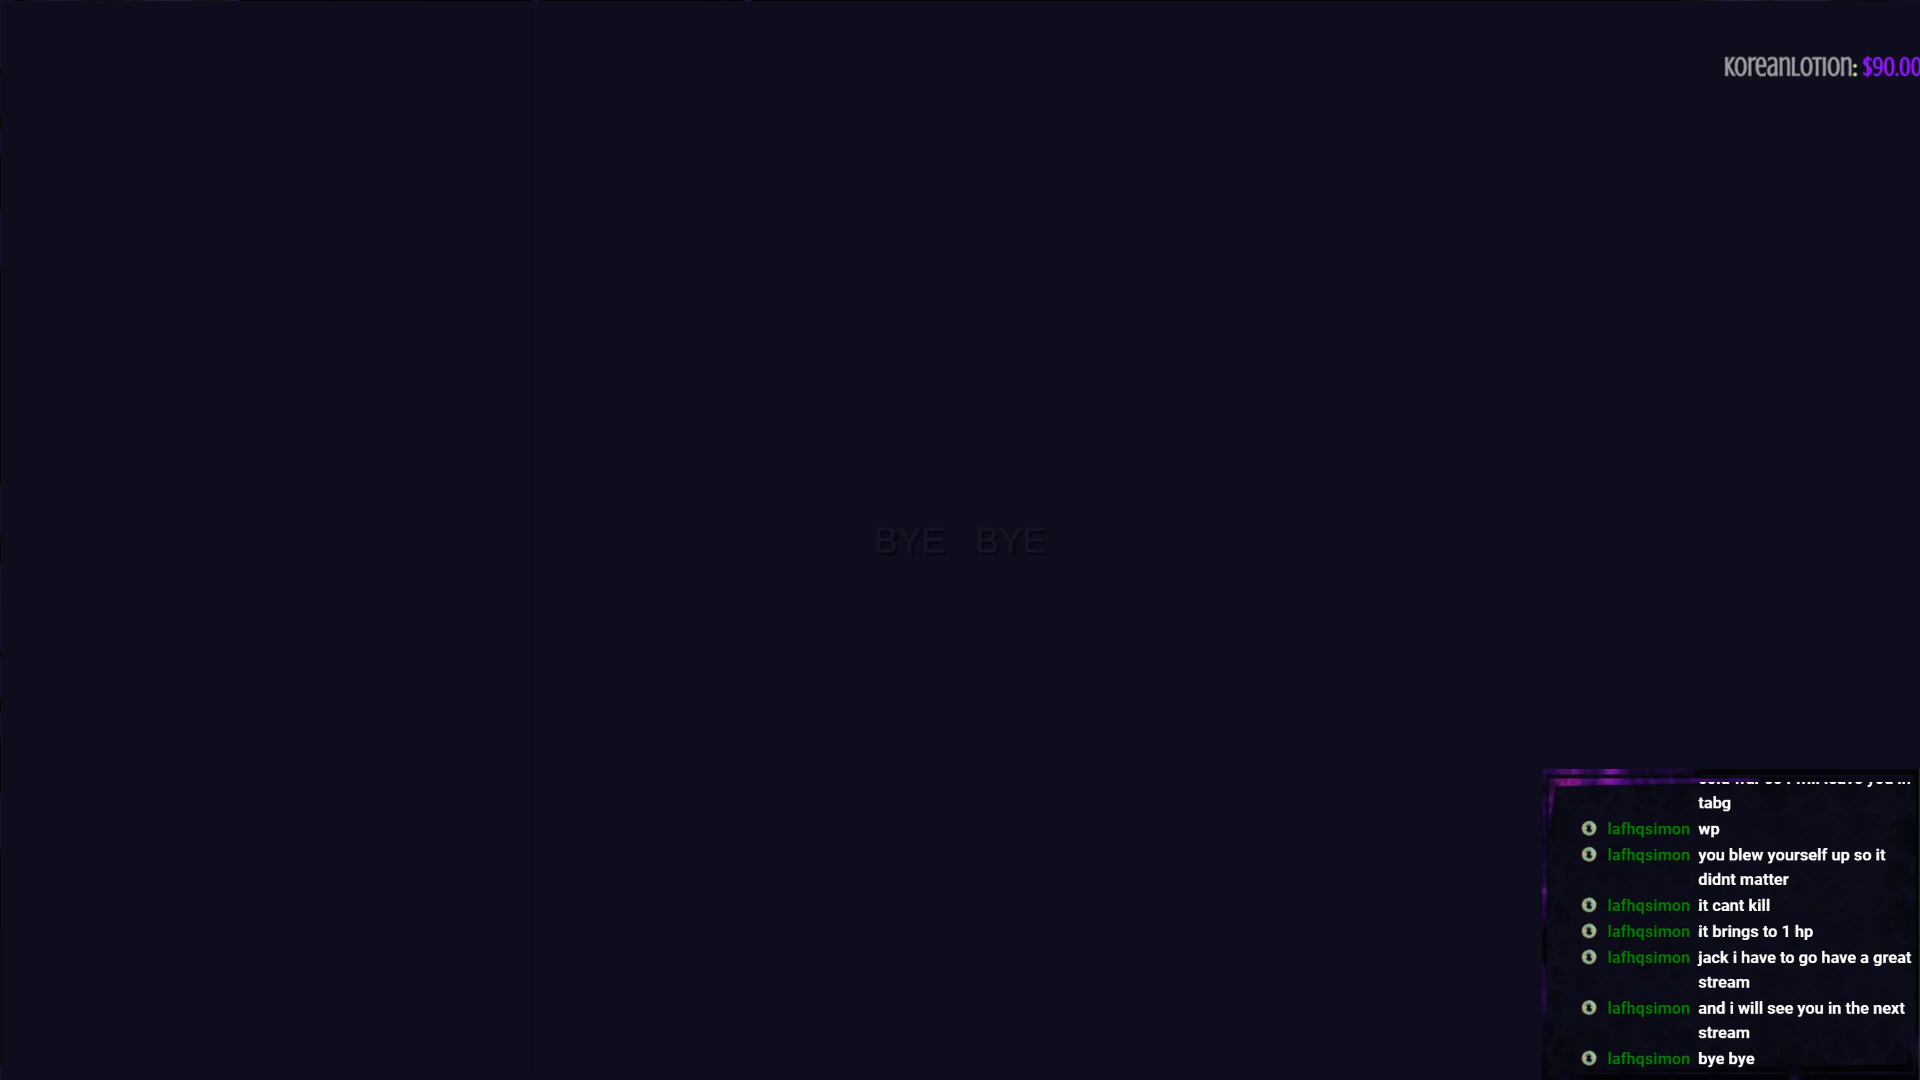 KoreanLotion: $90.00
BYE BYE
tabg
lafhqsimon wp
lafhqsimon you blew yourself up so it
didnt matter
lafhqsimon it cant kill
lafhqsimon it brings to 1 hp
lafhqsimon jack i have to go have a great
stream
lafhqsimon and i will see you in the next
stream
lafhqsimon bye bye